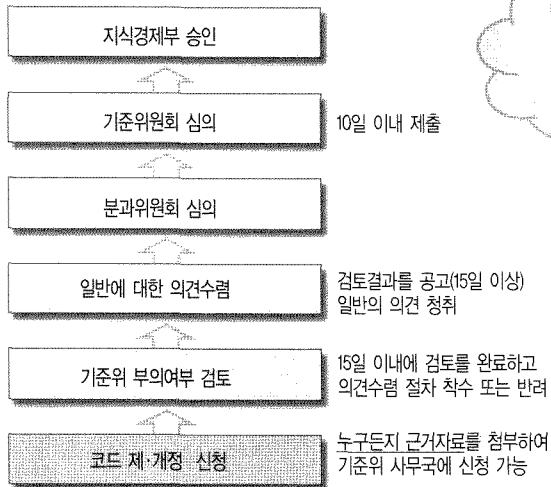 지식경제부 승인
기준위원회 심의
10일 이내 제출
분과위원회 심의
일반에 대한 의견수렴
검토결과를 공고(15일 이상)
일반의 의견 청취
기준위 부의여부 검토
15일 이내에 검토를 완료하고
의견수렴 절차 착수 또는 반려
코드 제·개정 신청
누구든지 근거자료를 첨부하여
기준위 사무국에 신청 가능